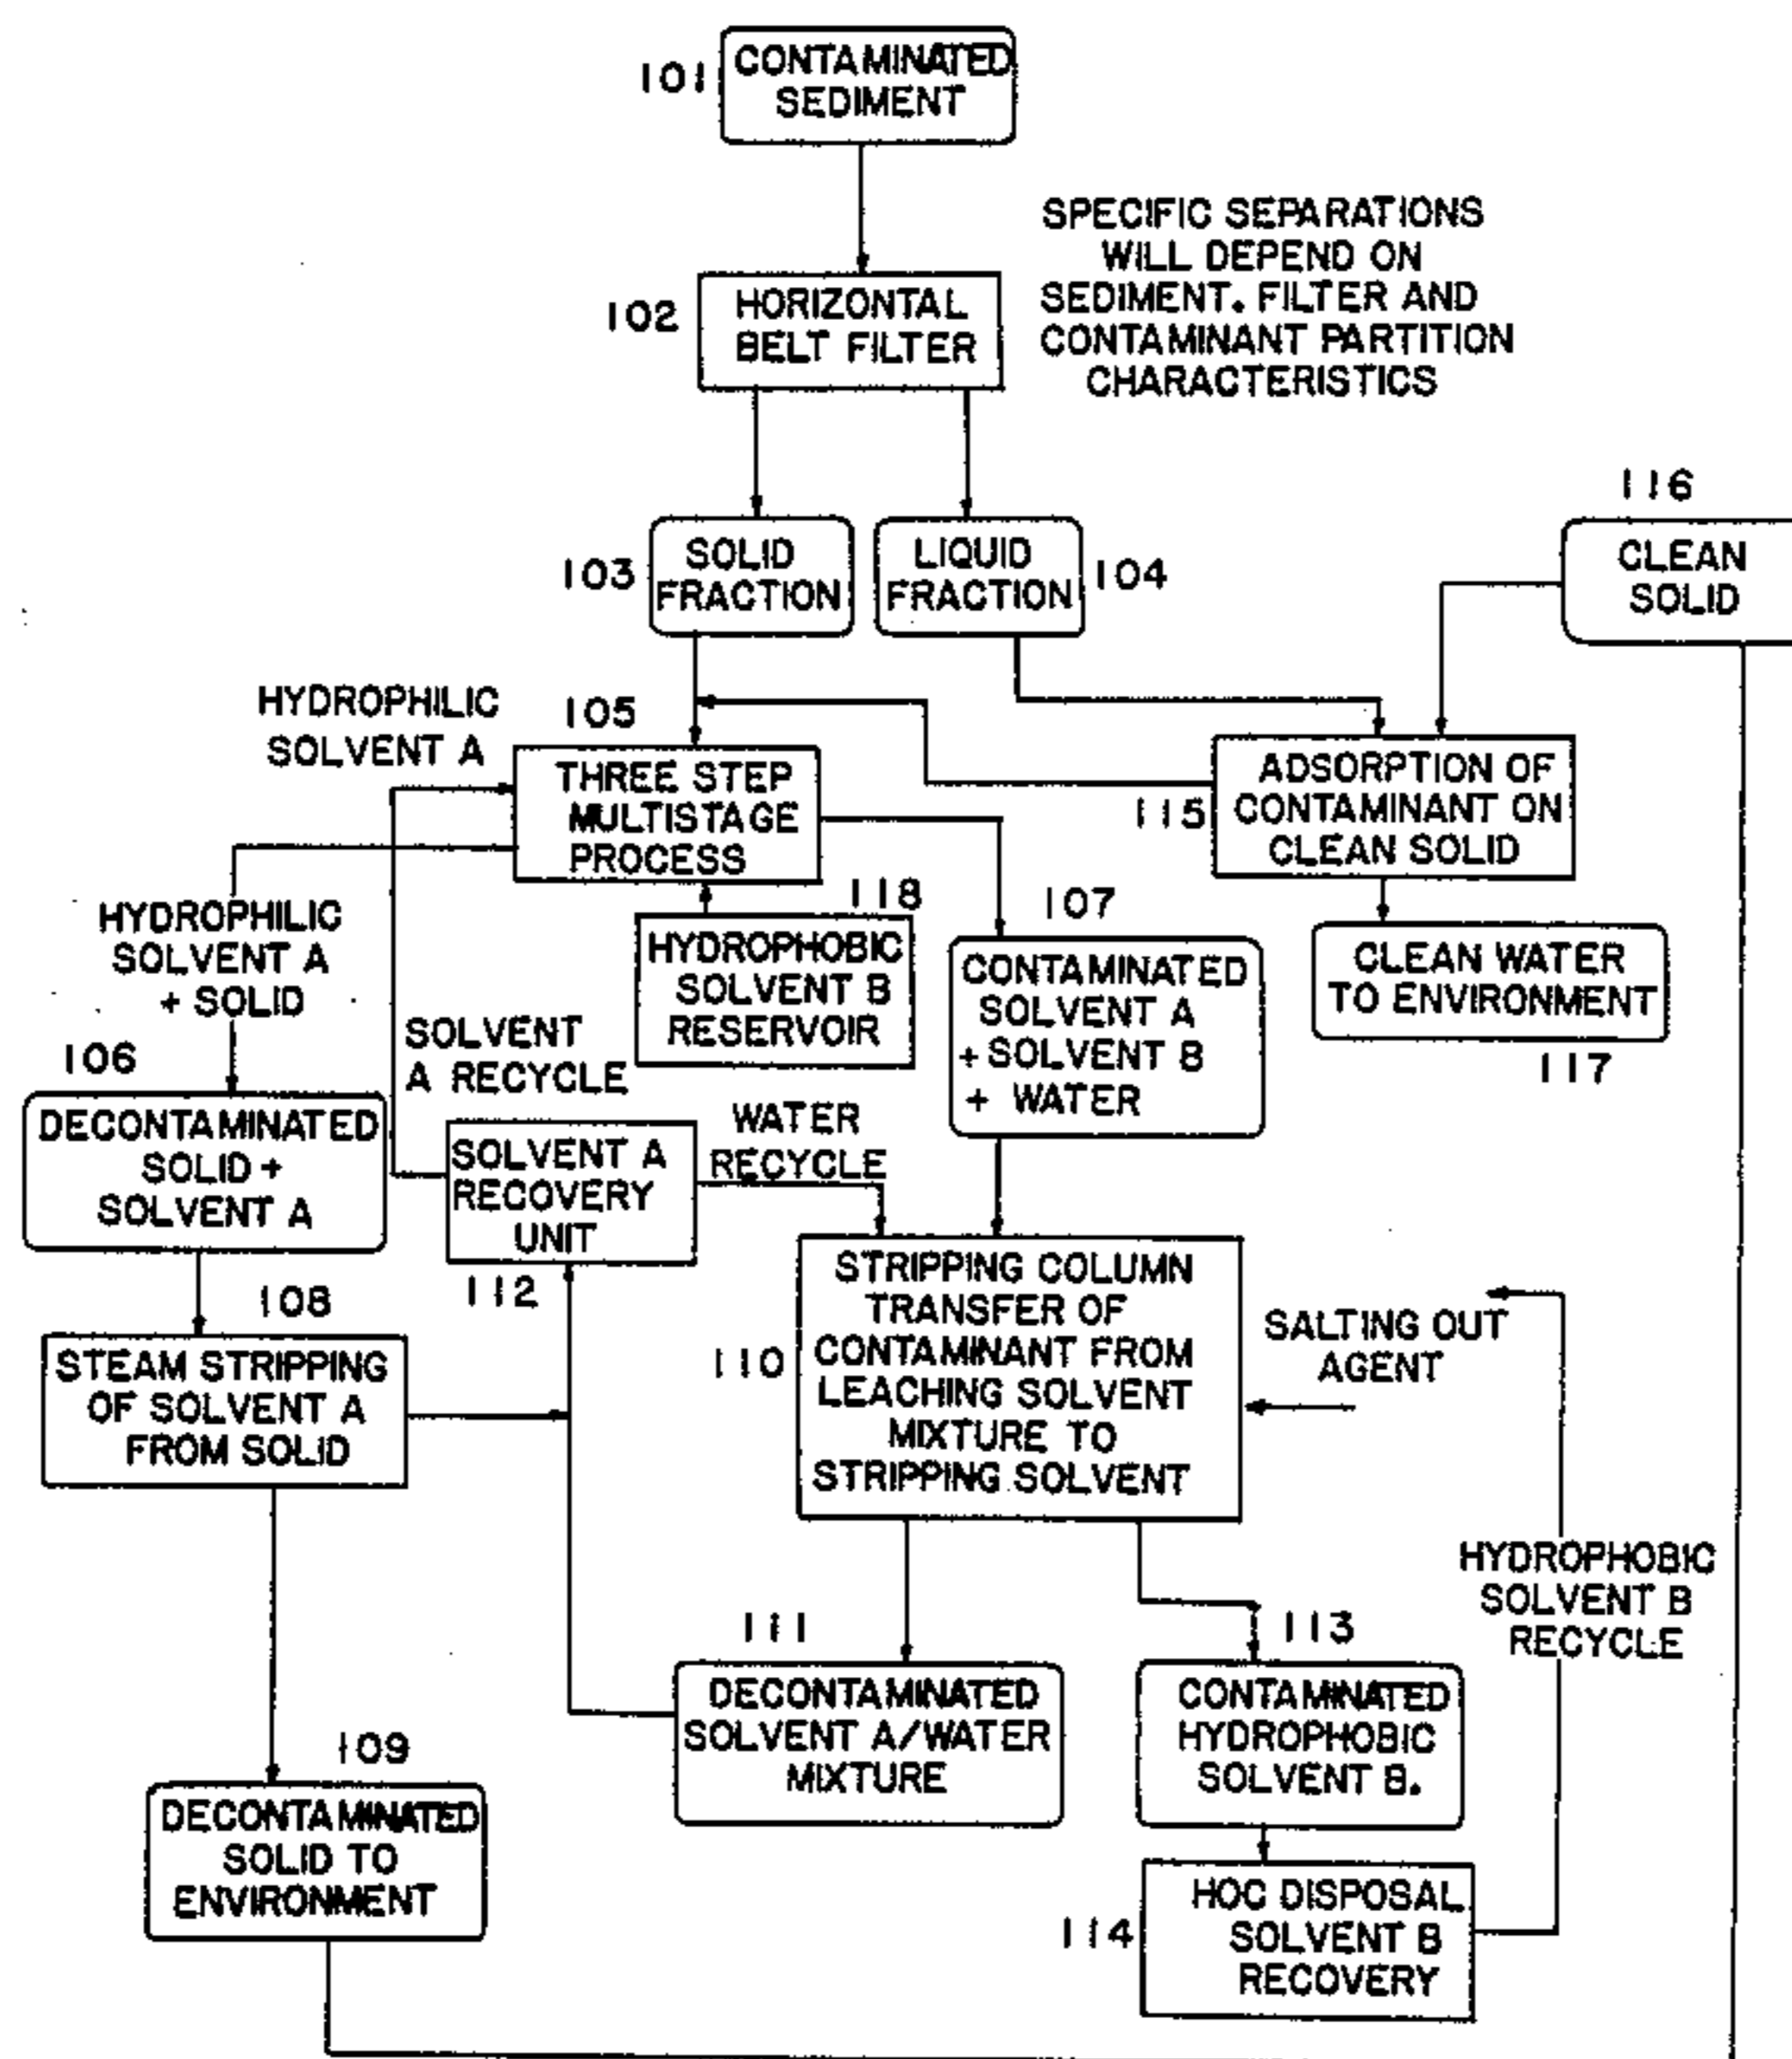 101
CONTAMINATED
SEDIMENT
SPECIFIC SEPARATIONS
WILL DEPEND ON
SEDIMENT. FILTER AND
CONTAMINANT PARTITION
CHARACTERISTICS
102
HORIZONTAL
BELT FILTER
116
CLEAN
SOLID
103
SOLID
FRACTION
LIQUID
FRACTION
104
HYDROPHILIC
SOLVENT A
105
THREE STEP
MULTISTAGE
PROCESS
115
ADSORPTION OF
CONTAMINANT ON
CLEAN SOLID
HYDROPHILIC
SOLVENT A
+ SOLID
118
HYDROPHOBIC
SOLVENT B
RESERVOIR
107
CONTAMINATED
SOLVENT A
+ SOLVENT B
+ WATER
CLEAN WATER
TO ENVIRONMENT
117
106
DECONTAMINATED
SOLID +
SOLVENT A
SOLVENT
A RECYCLE
SOLVENT A
RECOVERY
UNIT
112
WATER
RECYCLE
108
STEAM STRIPPING
OF SOLVENT A
FROM SOLID
110
STRIPPING COLUMN
TRANSFER OF
CONTAMINANT FROM
LEACHING SOLVENT
MIXTURE TO
STRIPPING SOLVENT
SALTING OUT
AGENT
HYDROPHOBIC
SOLVENT B
RECYCLE
111
DECONTAMINATED
SOLVENT A/WATER
MIXTURE
113
CONTAMINATED
HYDROPHOBIC
SOLVENT B.
109
DECONTAMINATED
SOLID TO
ENVIRONMENT
114
HOC DISPOSAL
SOLVENT B
RECOVERY